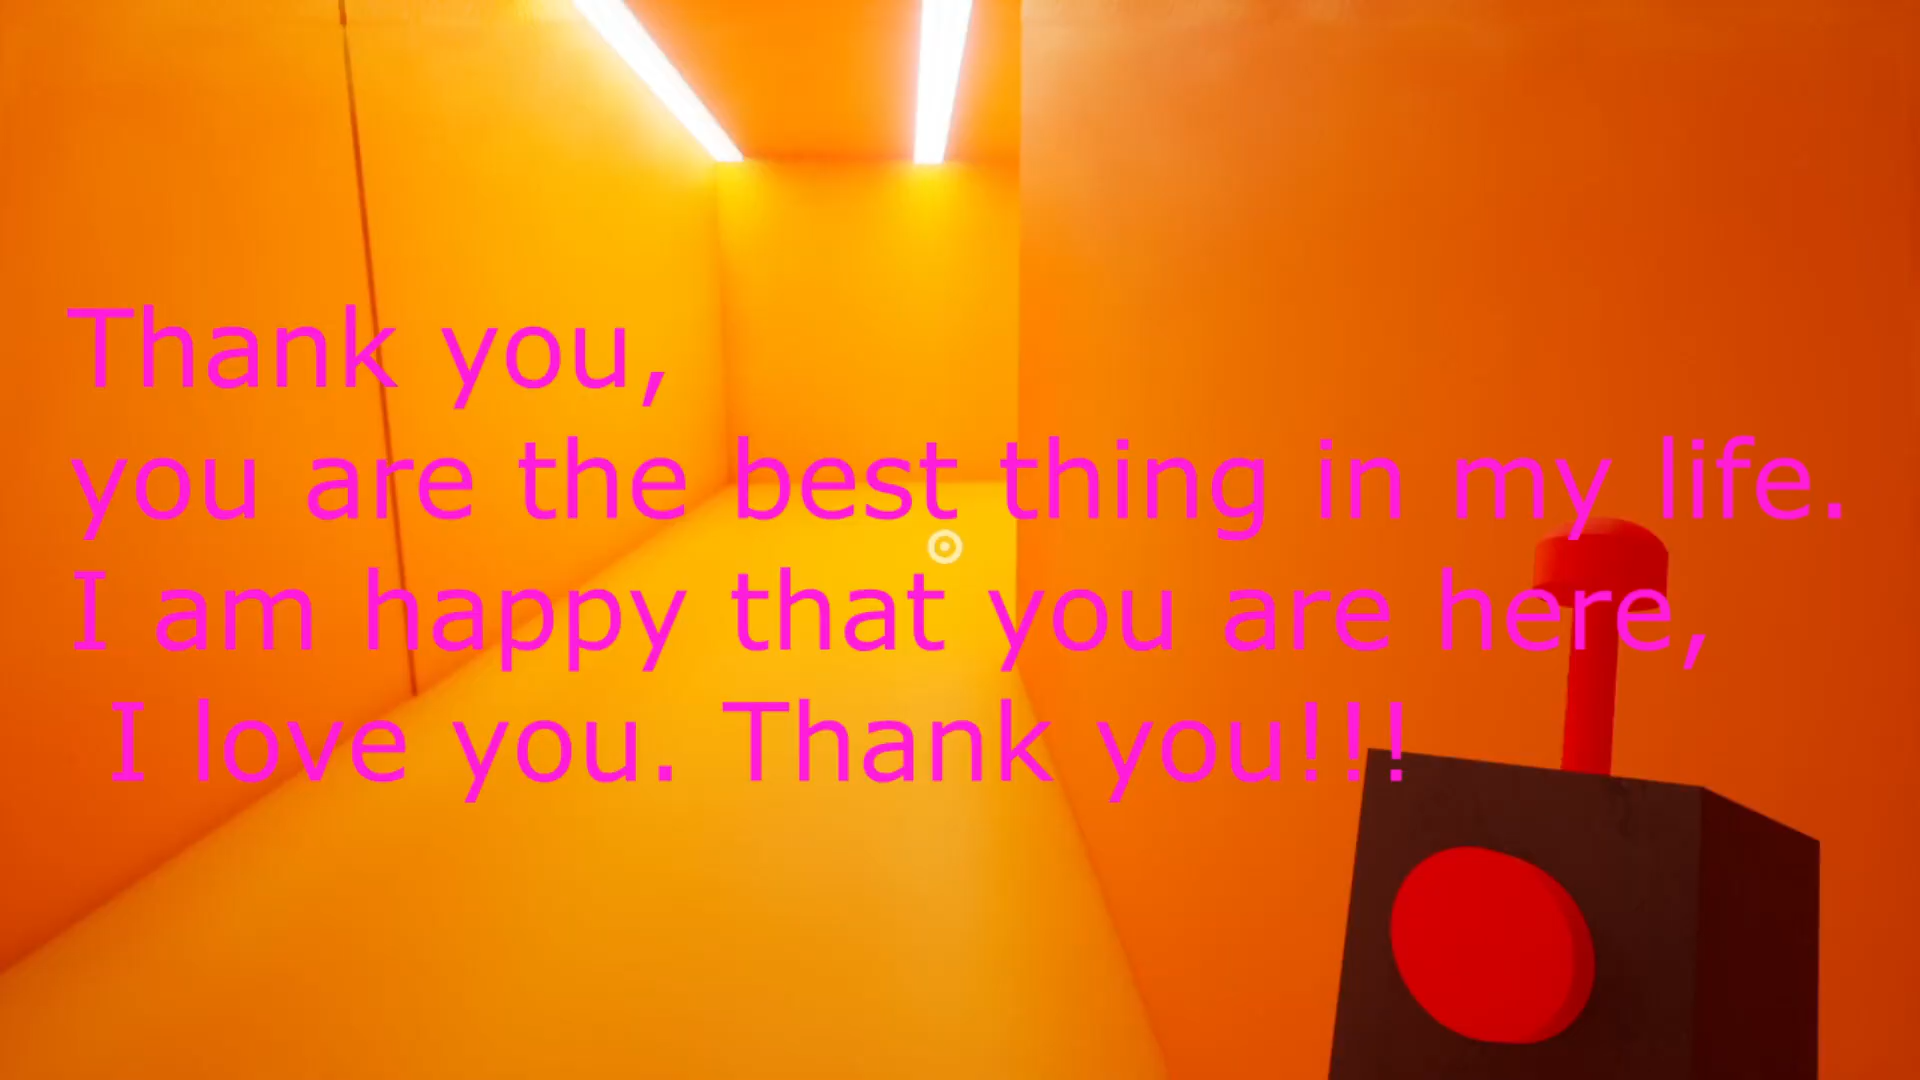 Thank you,
you are the best thing in my life.
I am happy that you are here,
I love you. Thank you!!!